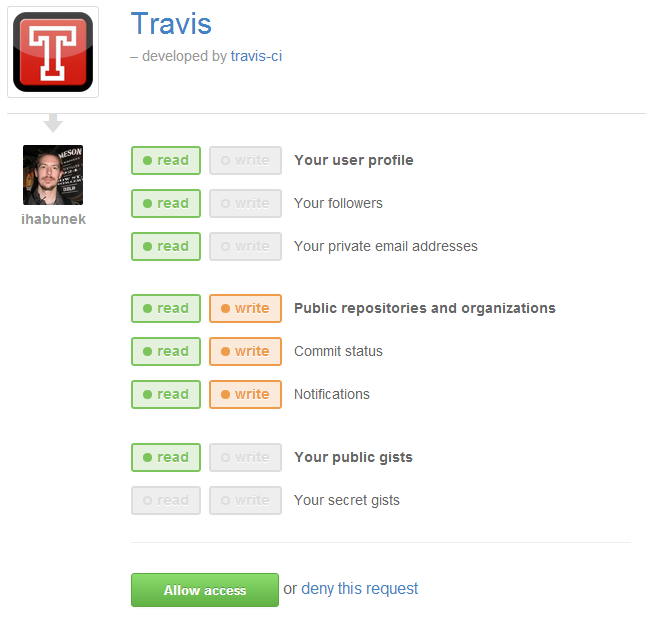 T
Travis
– developed by travis-ci
ihabunek
read write Your user profile
read write Your followers
read write Your private email addresses
read write Public repositories and organizations
read write Commit status
read write Notifications
read write Your public gists
read write Your secret gists
Allow access or deny this request